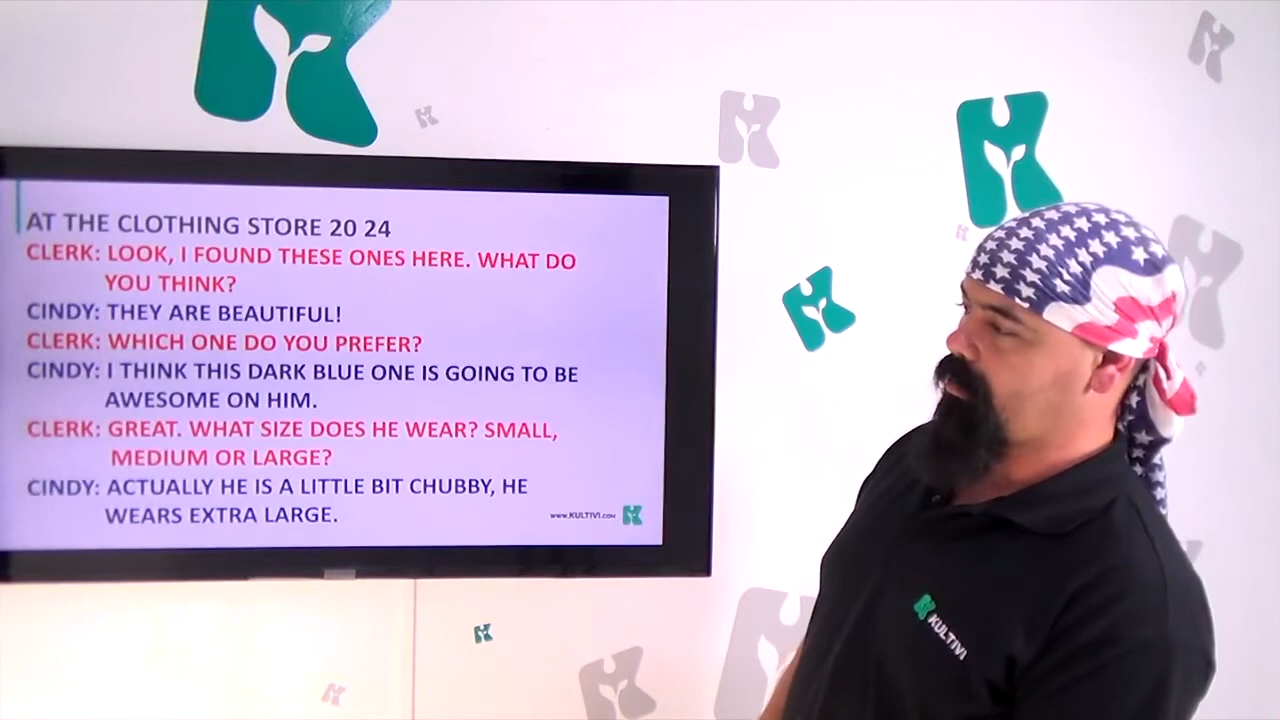 AT THE CLOTHING STORE 20 24
CLERK: LOOK, I FOUND THESE ONES HERE. WHAT DO
YOU THINK?
CINDY: THEY ARE BEAUTIFUL!
CLERK: WHICH ONE DO YOU PREFER?
CINDY: I THINK THIS DARK BLUE ONE IS GOING TO BE
AWESOME ON HIM.
CLERK: GREAT. WHAT SIZE DOES HE WEAR? SMALL,
MEDIUM OR LARGE?
CINDY: ACTUALLY HE IS A LITTLE BIT CHUBBY, HE
WEARS EXTRA LARGE.
www.KULTIVI.com
KULTIVI